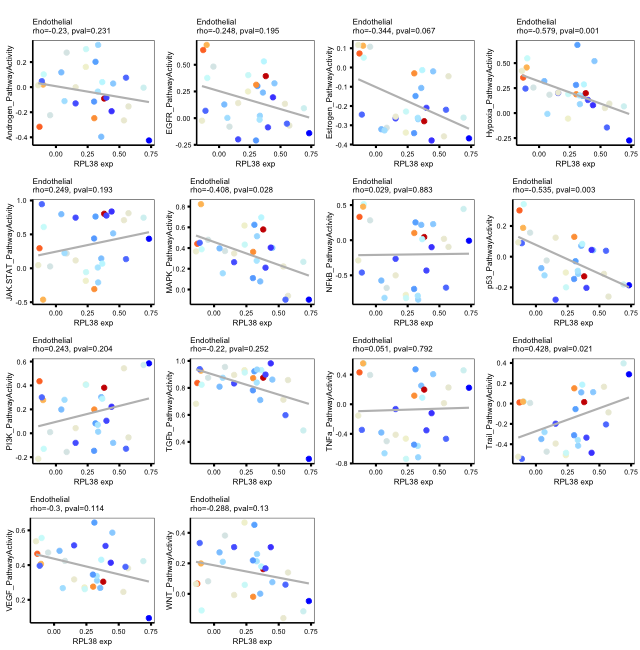 Endothelial
rho=-0.23, pval=0.231
Androgen_PathwayActivity
0.2
0.0
-0.2
-0.4
0.00 0.25 0.50 0.75
RPL38 exp
Endothelial
rho=-0.248, pval=0.195
EGFR_PathwayActivity
0.50
0.25
0.00
-0.25
0.00 0.25 0.50 0.75
RPL38 exp
Endothelial
rho=-0.344, pval=0.067
Estrogen_PathwayActivity
0.1
0.0
-0.1
-0.2
-0.3
-0.4
0.00 0.25 0.50 0.75
RPL38 exp
Endothelial
rho=-0.579, pval=0.001
Hypoxia_PathwayActivity
0.50
0.25
0.00
-0.25
0.00 0.25 0.50 0.75
RPL38 exp
Endothelial
rho=0.249, pval=0.193
JAK.STAT_PathwayActivity
1.0
0.5
0.0
-0.5
0.00 0.25 0.50 0.75
RPL38 exp
Endothelial
rho=-0.408, pval=0.028
MAPK_PathwayActivity
0.8
0.6
0.4
0.2
0.0
0.00 0.25 0.50 0.75
RPL38 exp
Endothelial
rho=0.029, pval=0.883
NFkB_PathwayActivity
0.5
0.0
-0.5
0.00 0.25 0.50 0.75
RPL38 exp
Endothelial
rho=-0.535, pval=0.003
p53_PathwayActivity
0.2
0.0
-0.2
0.00 0.25 0.50 0.75
RPL38 exp
Endothelial
rho=0.243, pval=0.204
PI3K_PathwayActivity
0.6
0.4
0.2
0.0
-0.2
0.00 0.25 0.50 0.75
RPL38 exp
Endothelial
rho=-0.22, pval=0.252
TGFb_PathwayActivity
1.0
0.8
0.6
0.4
0.00 0.25 0.50 0.75
RPL38 exp
Endothelial
rho=0.051, pval=0.792
TNFa_PathwayActivity
0.4
0.0
-0.4
-0.8
0.00 0.25 0.50 0.75
RPL38 exp
Endothelial
rho=0.428, pval=0.021
Trail_PathwayActivity
0.4
0.2
0.0
-0.2
-0.4
0.00 0.25 0.50 0.75
RPL38 exp
Endothelial
rho=-0.3, pval=0.114
VEGF_PathwayActivity
0.6
0.4
0.2
0.00 0.25 0.50 0.75
RPL38 exp
Endothelial
rho=-0.288, pval=0.13
WNT_PathwayActivity
0.4
0.2
0.0
0.00 0.25 0.50 0.75
RPL38 exp